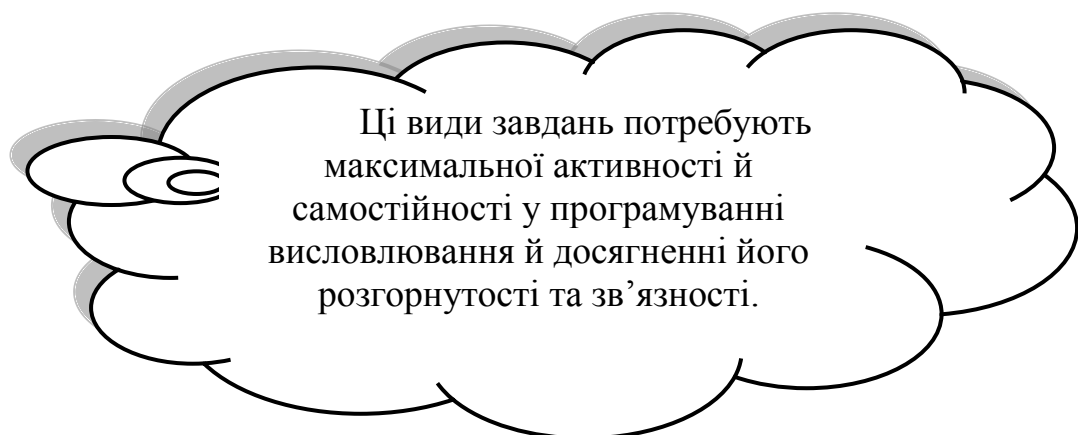 Ці види завдань потребують
максимальної активності й
самостійності у програмуванні
висловлювання й досягненні його
розгорнутості та зв’язності.